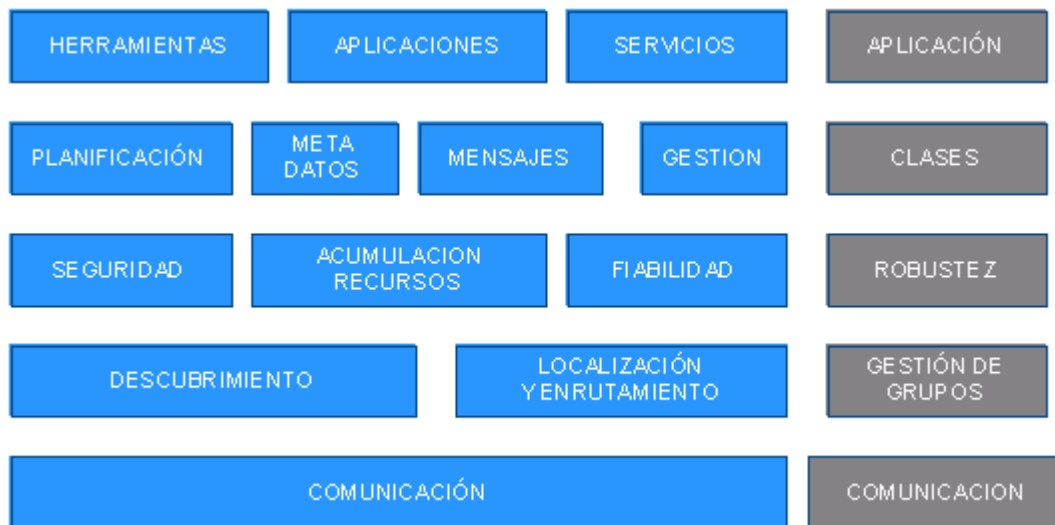 HERRAMIENTAS
APLICACIONES
SERVICIOS
APLICACIÓN
PLANIFICACIÓN
META
DATOS
MENSAJES
GESTION
CLASES
SEGURIDAD
ACUMULACION
RECURSOS
FIABILIDAD
ROBUSTEZ
DESCUBRIMIENTO
LOCALIZACIÓN
Y ENRUTAMIENTO
GESTIÓN DE
GRUPOS
COMUNICACIÓN
COMUNICACION